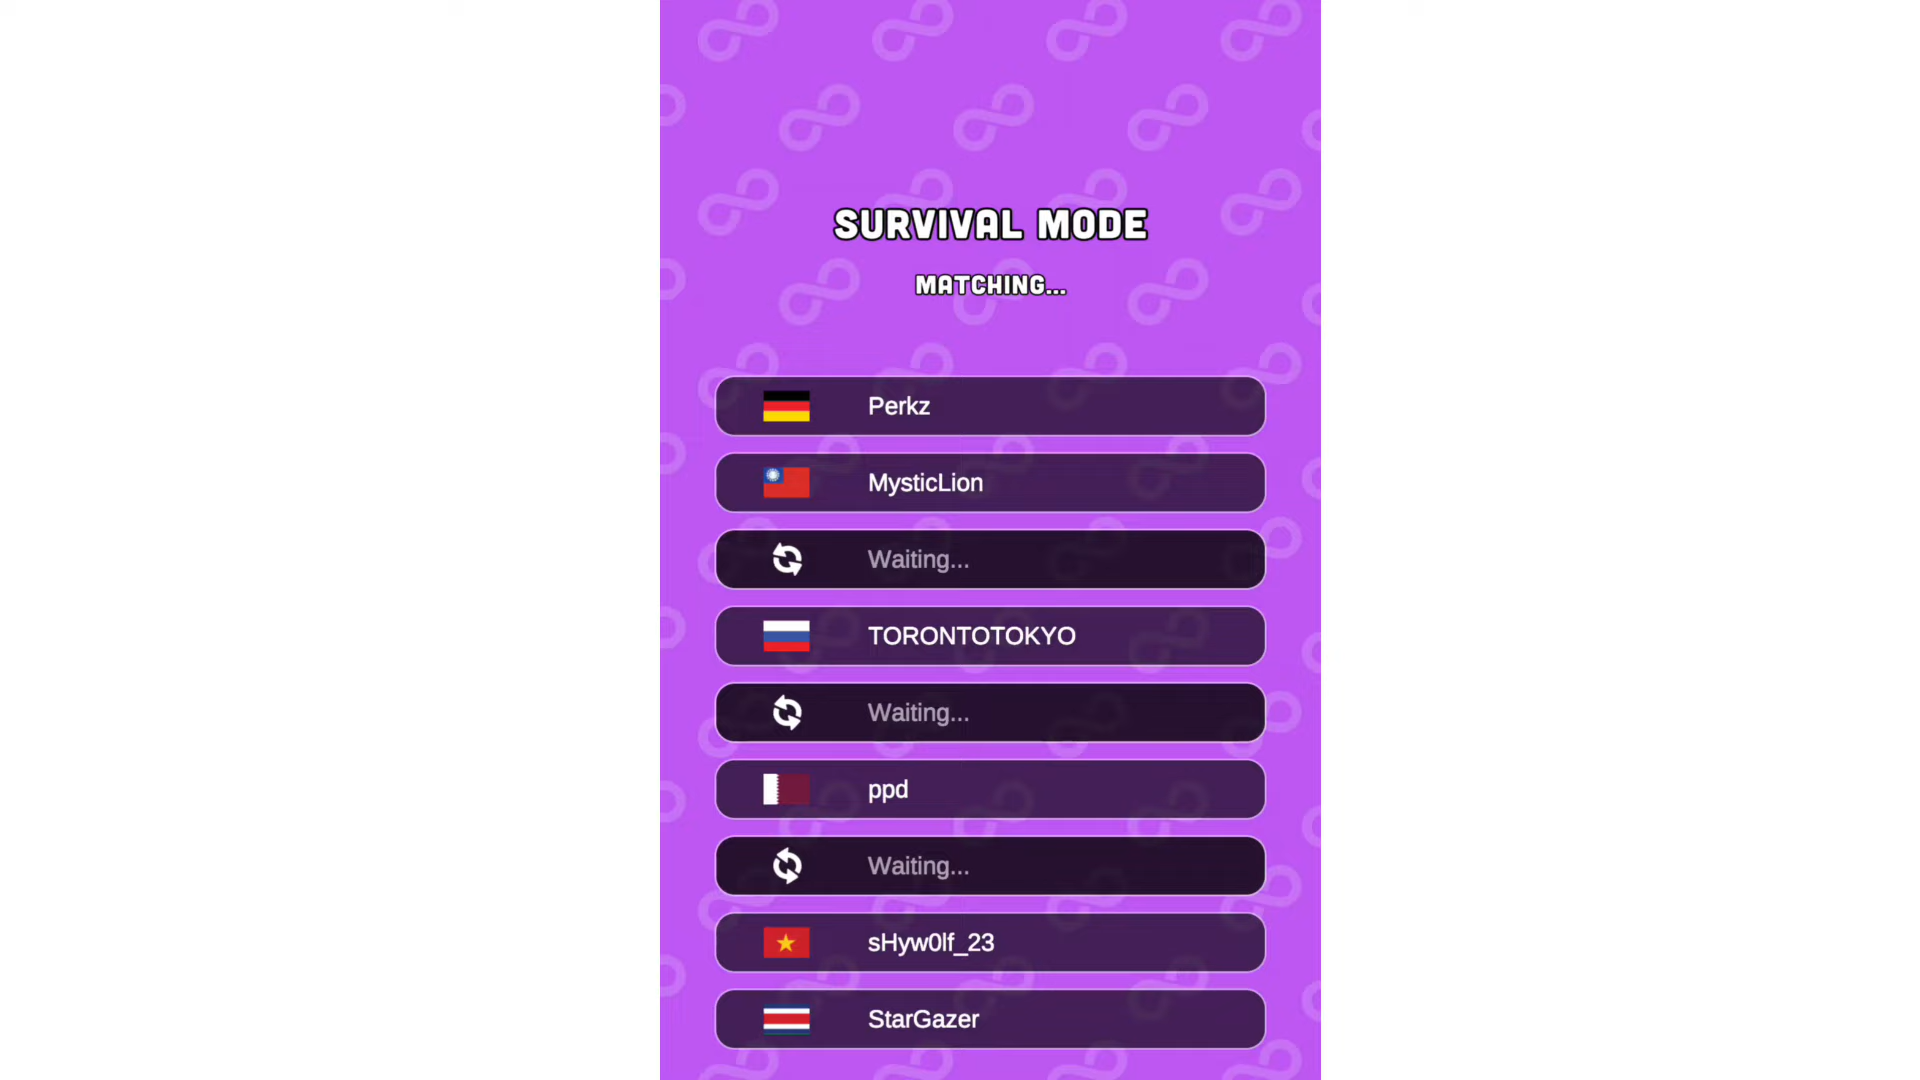 SURVIVAL MODE
MATCHING...
Perkz
MysticLion
Waiting...
TORONTOTOKYO
Waiting...
ppd
Waiting...
sHyw0lf_23
StarGazer